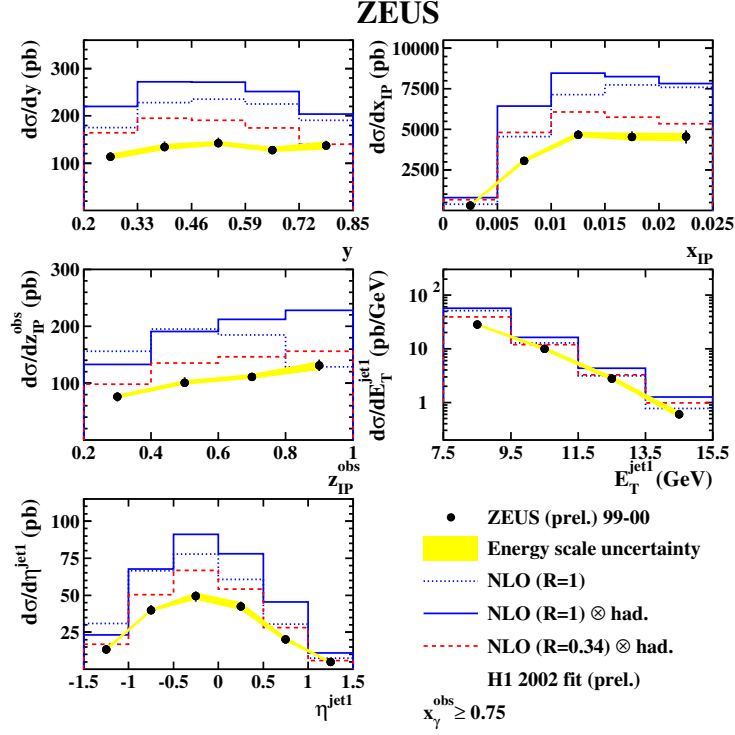 ZEUS
dσ/dy (pb)
300
200
100
0.2 0.33 0.46 0.59 0.72 0.85
y
dσ/dx_IP (pb)
10000
7500
5000
2500
0
0 0.005 0.01 0.015 0.02 0.025
x_IP
dσ/dz_IP^obs (pb)
300
200
100
0.2 0.4 0.6 0.8 1
z_IP^obs
dσ/dE_T^jet1 (pb/GeV)
10^2
10
1
7.5 9.5 11.5 13.5 15.5
E_T^jet1 (GeV)
dσ/dη^jet1 (pb)
100
75
50
25
-1.5 -1 -0.5 0 0.5 1 1.5
η^jet1
ZEUS (prel.) 99-00
Energy scale uncertainty
NLO (R=1)
NLO (R=1) ⊗ had.
NLO (R=0.34) ⊗ had.
H1 2002 fit (prel.)
x_γ^obs ≥ 0.75